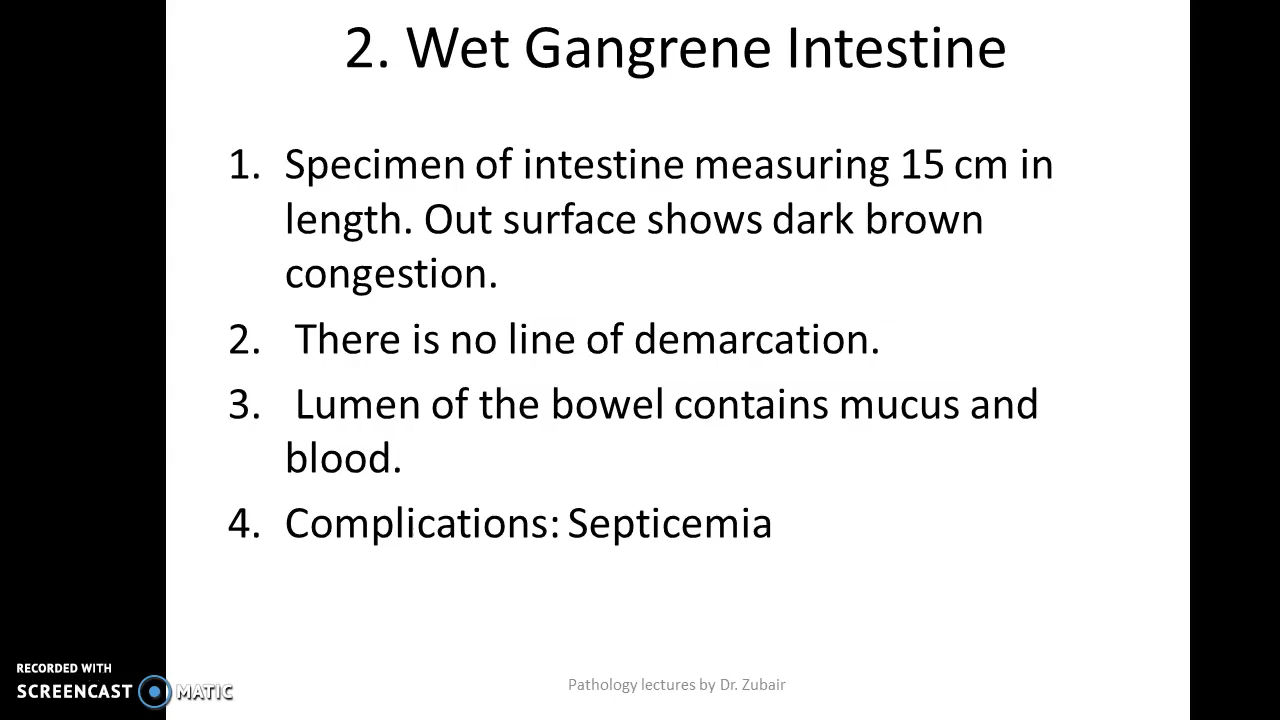 2. Wet Gangrene Intestine
1. Specimen of intestine measuring 15 cm in
length. Out surface shows dark brown
congestion.
2. There is no line of demarcation.
3. Lumen of the bowel contains mucus and
blood.
4. Complications: Septicemia
RECORDED WITH
SCREENCAST MATIC
Pathology lectures by Dr. Zubair